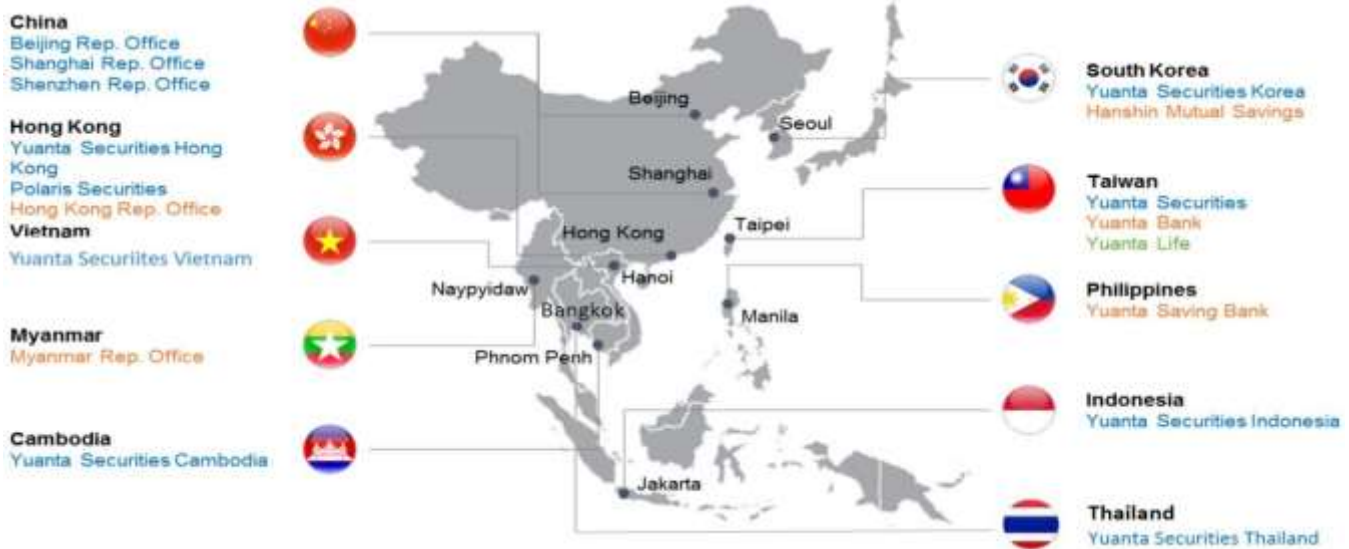 China
Beijing Rep. Office
Shanghai Rep. Office
Shenzhen Rep. Office
Hong Kong
Yuanta Securities Hong
Kong
Polaris Securities
Hong Kong Rep. Office
Vietnam
Yuanta Securiites Vietnam
Myanmar
Myanmar Rep. Office
Cambodia
Yuanta Securities Cambodia
Beijing
Seoul
Shanghai
Taipei
Hong Kong
Hanoi
Naypyidaw
Bangkok
Manila
Phnom Penh
Jakarta
South Korea
Yuanta Securities Korea
Hanshin Mutual Savings
Taiwan
Yuanta Securities
Yuanta Bank
Yuanta Life
Philippines
Yuanta Saving Bank
Indonesia
Yuanta Securities Indonesia
Thailand
Yuanta Securities Thailand